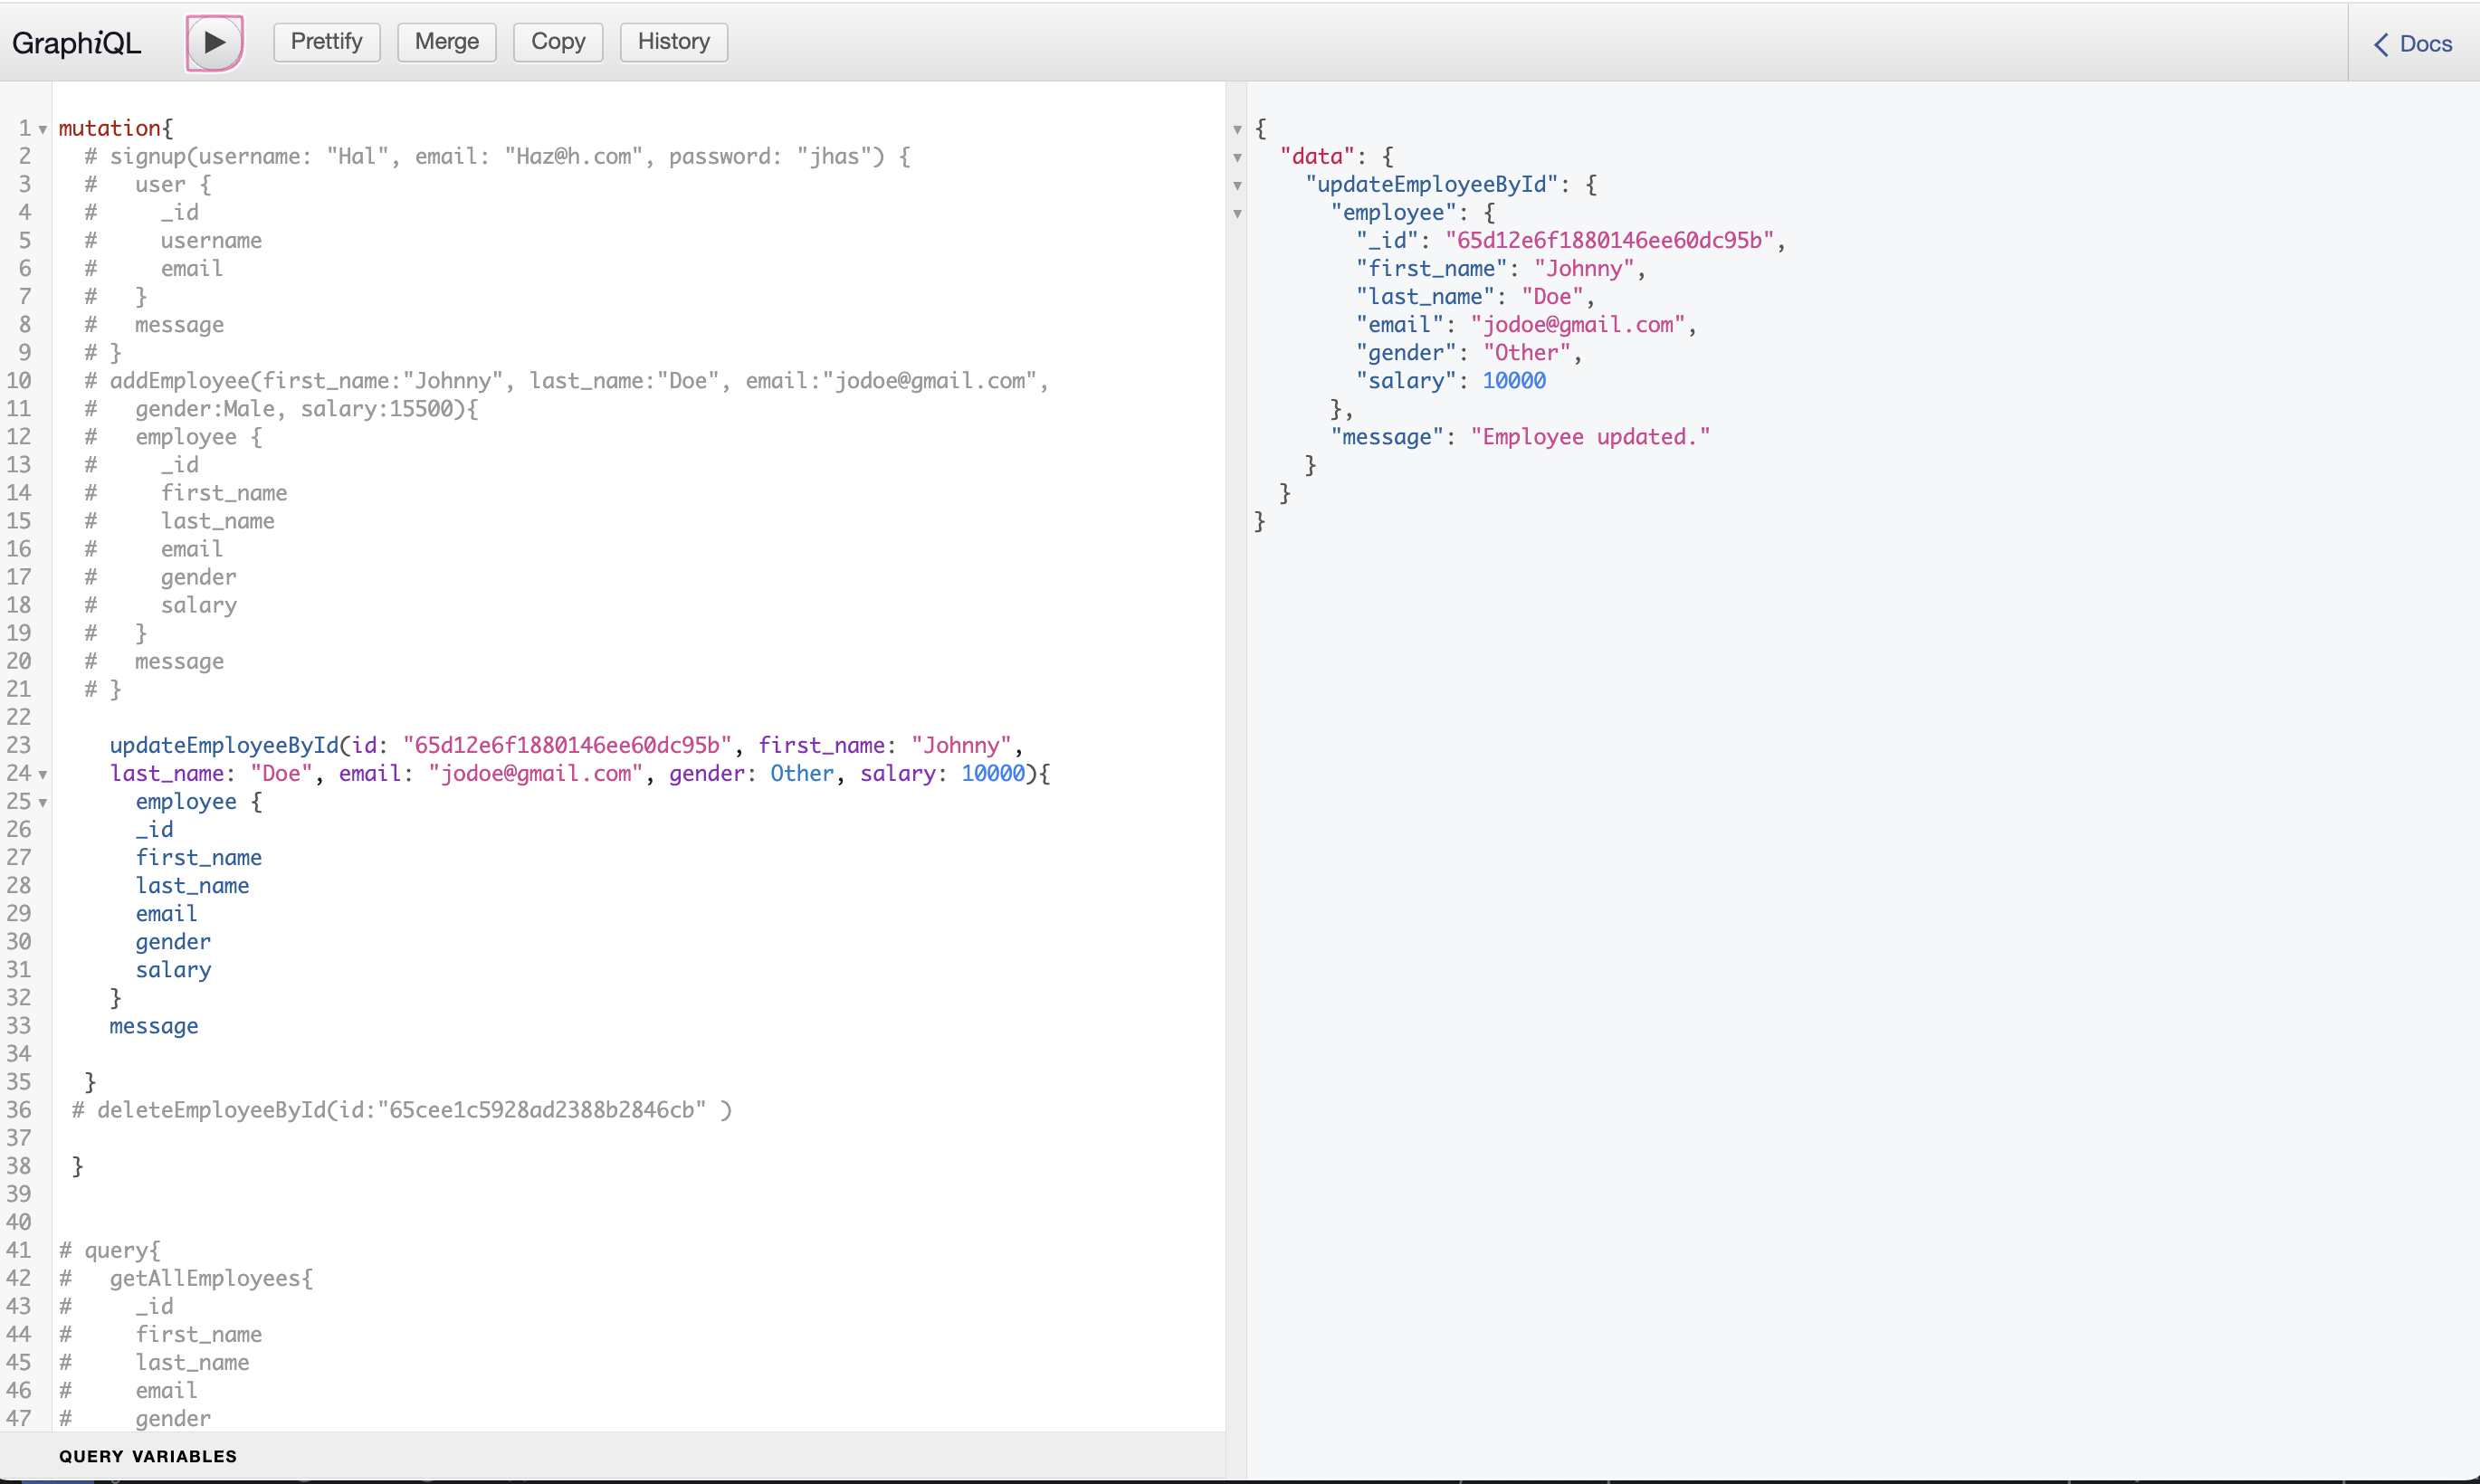 GraphiQL Prettify Merge Copy History Docs
1 mutation{
2   # signup(username: "Hal", email: "Haz@h.com", password: "jhas") {
3   #   user {
4   #     _id
5   #     username
6   #     email
7   #   }
8   #   message
9   # }
10   # addEmployee(first_name:"Johnny", last_name:"Doe", email:"jodoe@gmail.com",
11   #   gender:Male, salary:15500){
12   #   employee {
13   #     _id
14   #     first_name
15   #     last_name
16   #     email
17   #     gender
18   #     salary
19   #   }
20   #   message
21   # }
22
23     updateEmployeeById(id: "65d12e6f1880146ee60dc95b", first_name: "Johnny",
24     last_name: "Doe", email: "jodoe@gmail.com", gender: Other, salary: 10000){
25       employee {
26       _id
27       first_name
28       last_name
29       email
30       gender
31       salary
32     }
33     message
34
35   }
36  # deleteEmployeeById(id:"65cee1c5928ad2388b2846cb" )
37
38  }
39
40
41 # query{
42 #   getAllEmployees{
43 #     _id
44 #     first_name
45 #     last_name
46 #     email
47 #     gender
QUERY VARIABLES
{
  "data": {
    "updateEmployeeById": {
      "employee": {
        "_id": "65d12e6f1880146ee60dc95b",
        "first_name": "Johnny",
        "last_name": "Doe",
        "email": "jodoe@gmail.com",
        "gender": "Other",
        "salary": 10000
      },
      "message": "Employee updated."
    }
  }
}